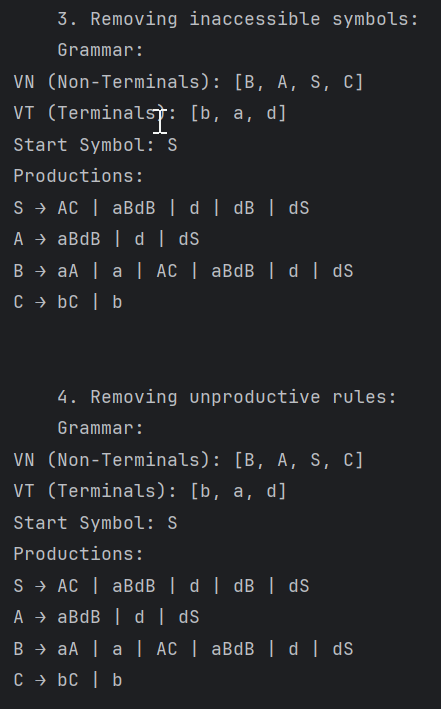 3. Removing inaccessible symbols:
Grammar:
VN (Non-Terminals): [B, A, S, C]
VT (Terminals): [b, a, d]
Start Symbol: S
Productions:
S → AC | aBdB | d | dB | dS
A → aBdB | d | dS
B → aA | a | AC | aBdB | d | dS
C → bC | b
4. Removing unproductive rules:
Grammar:
VN (Non-Terminals): [B, A, S, C]
VT (Terminals): [b, a, d]
Start Symbol: S
Productions:
S → AC | aBdB | d | dB | dS
A → aBdB | d | dS
B → aA | a | AC | aBdB | d | dS
C → bC | b